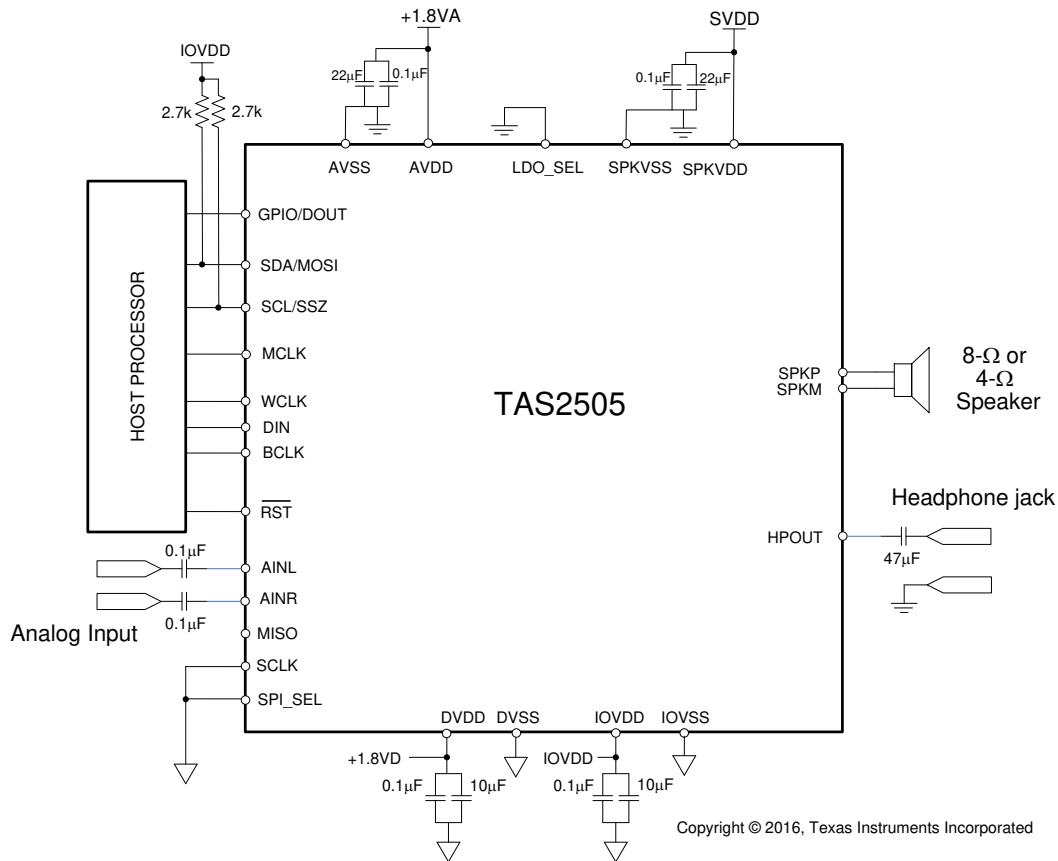 +1.8VA
SVDD
IOVDD
22μF
0.1μF
0.1μF
22μF
2.7k
2.7k
AVSS
AVDD
LDO_SEL
SPKVSS
SPKVDD
HOST PROCESSOR
GPIO/DOUT
SDA/MOSI
SCL/SSZ
MCLK
WCLK
DIN
BCLK
RST
TAS2505
SPKP
SPKM
8-Ω or
4-Ω
Speaker
Headphone jack
HPOUT
47μF
0.1μF
AINL
AINR
0.1μF
Analog Input
MISO
SCLK
SPI_SEL
DVDD
DVSS
IOVDD
IOVSS
+1.8VD
IOVDD
0.1μF
10μF
0.1μF
10μF
Copyright © 2016, Texas Instruments Incorporated